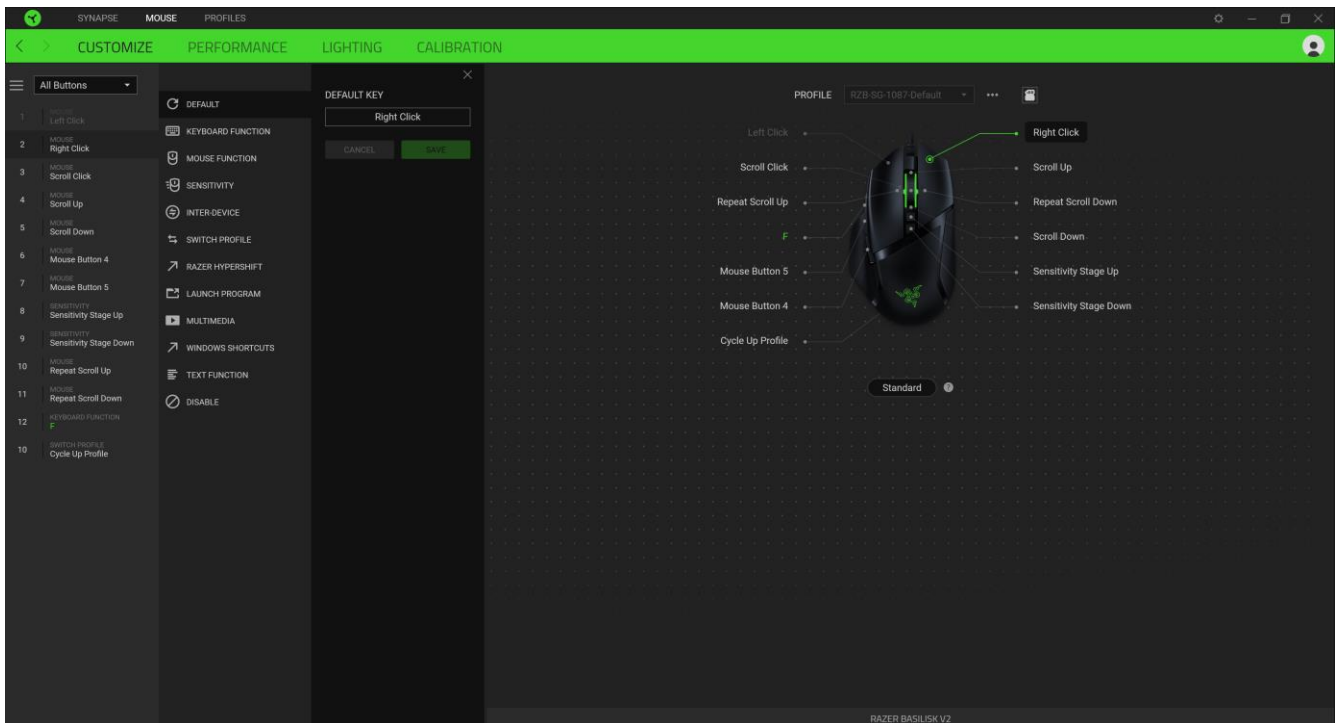 SYNAPSE MOUSE PROFILES
CUSTOMIZE PERFORMANCE LIGHTING CALIBRATION
All Buttons
1 MOUSE
Left Click
2 MOUSE
Right Click
3 MOUSE
Scroll Click
4 MOUSE
Scroll Up
5 MOUSE
Scroll Down
6 MOUSE
Mouse Button 4
7 MOUSE
Mouse Button 5
8 SENSITIVITY
Sensitivity Stage Up
9 SENSITIVITY
Sensitivity Stage Down
10 MOUSE
Repeat Scroll Up
11 MOUSE
Repeat Scroll Down
12 KEYBOARD FUNCTION
F
10 SWITCH PROFILE
Cycle Up Profile
DEFAULT
KEYBOARD FUNCTION
MOUSE FUNCTION
SENSITIVITY
INTER-DEVICE
SWITCH PROFILE
RAZER HYPERSHIFT
LAUNCH PROGRAM
MULTIMEDIA
WINDOWS SHORTCUTS
TEXT FUNCTION
DISABLE
DEFAULT KEY
Right Click
CANCEL SAVE
PROFILE RZB-SG-1087-Default
Left Click
Scroll Click
Repeat Scroll Up
F
Mouse Button 5
Mouse Button 4
Cycle Up Profile
Right Click
Scroll Up
Repeat Scroll Down
Scroll Down
Sensitivity Stage Up
Sensitivity Stage Down
Standard ?
RAZER BASILISK V2